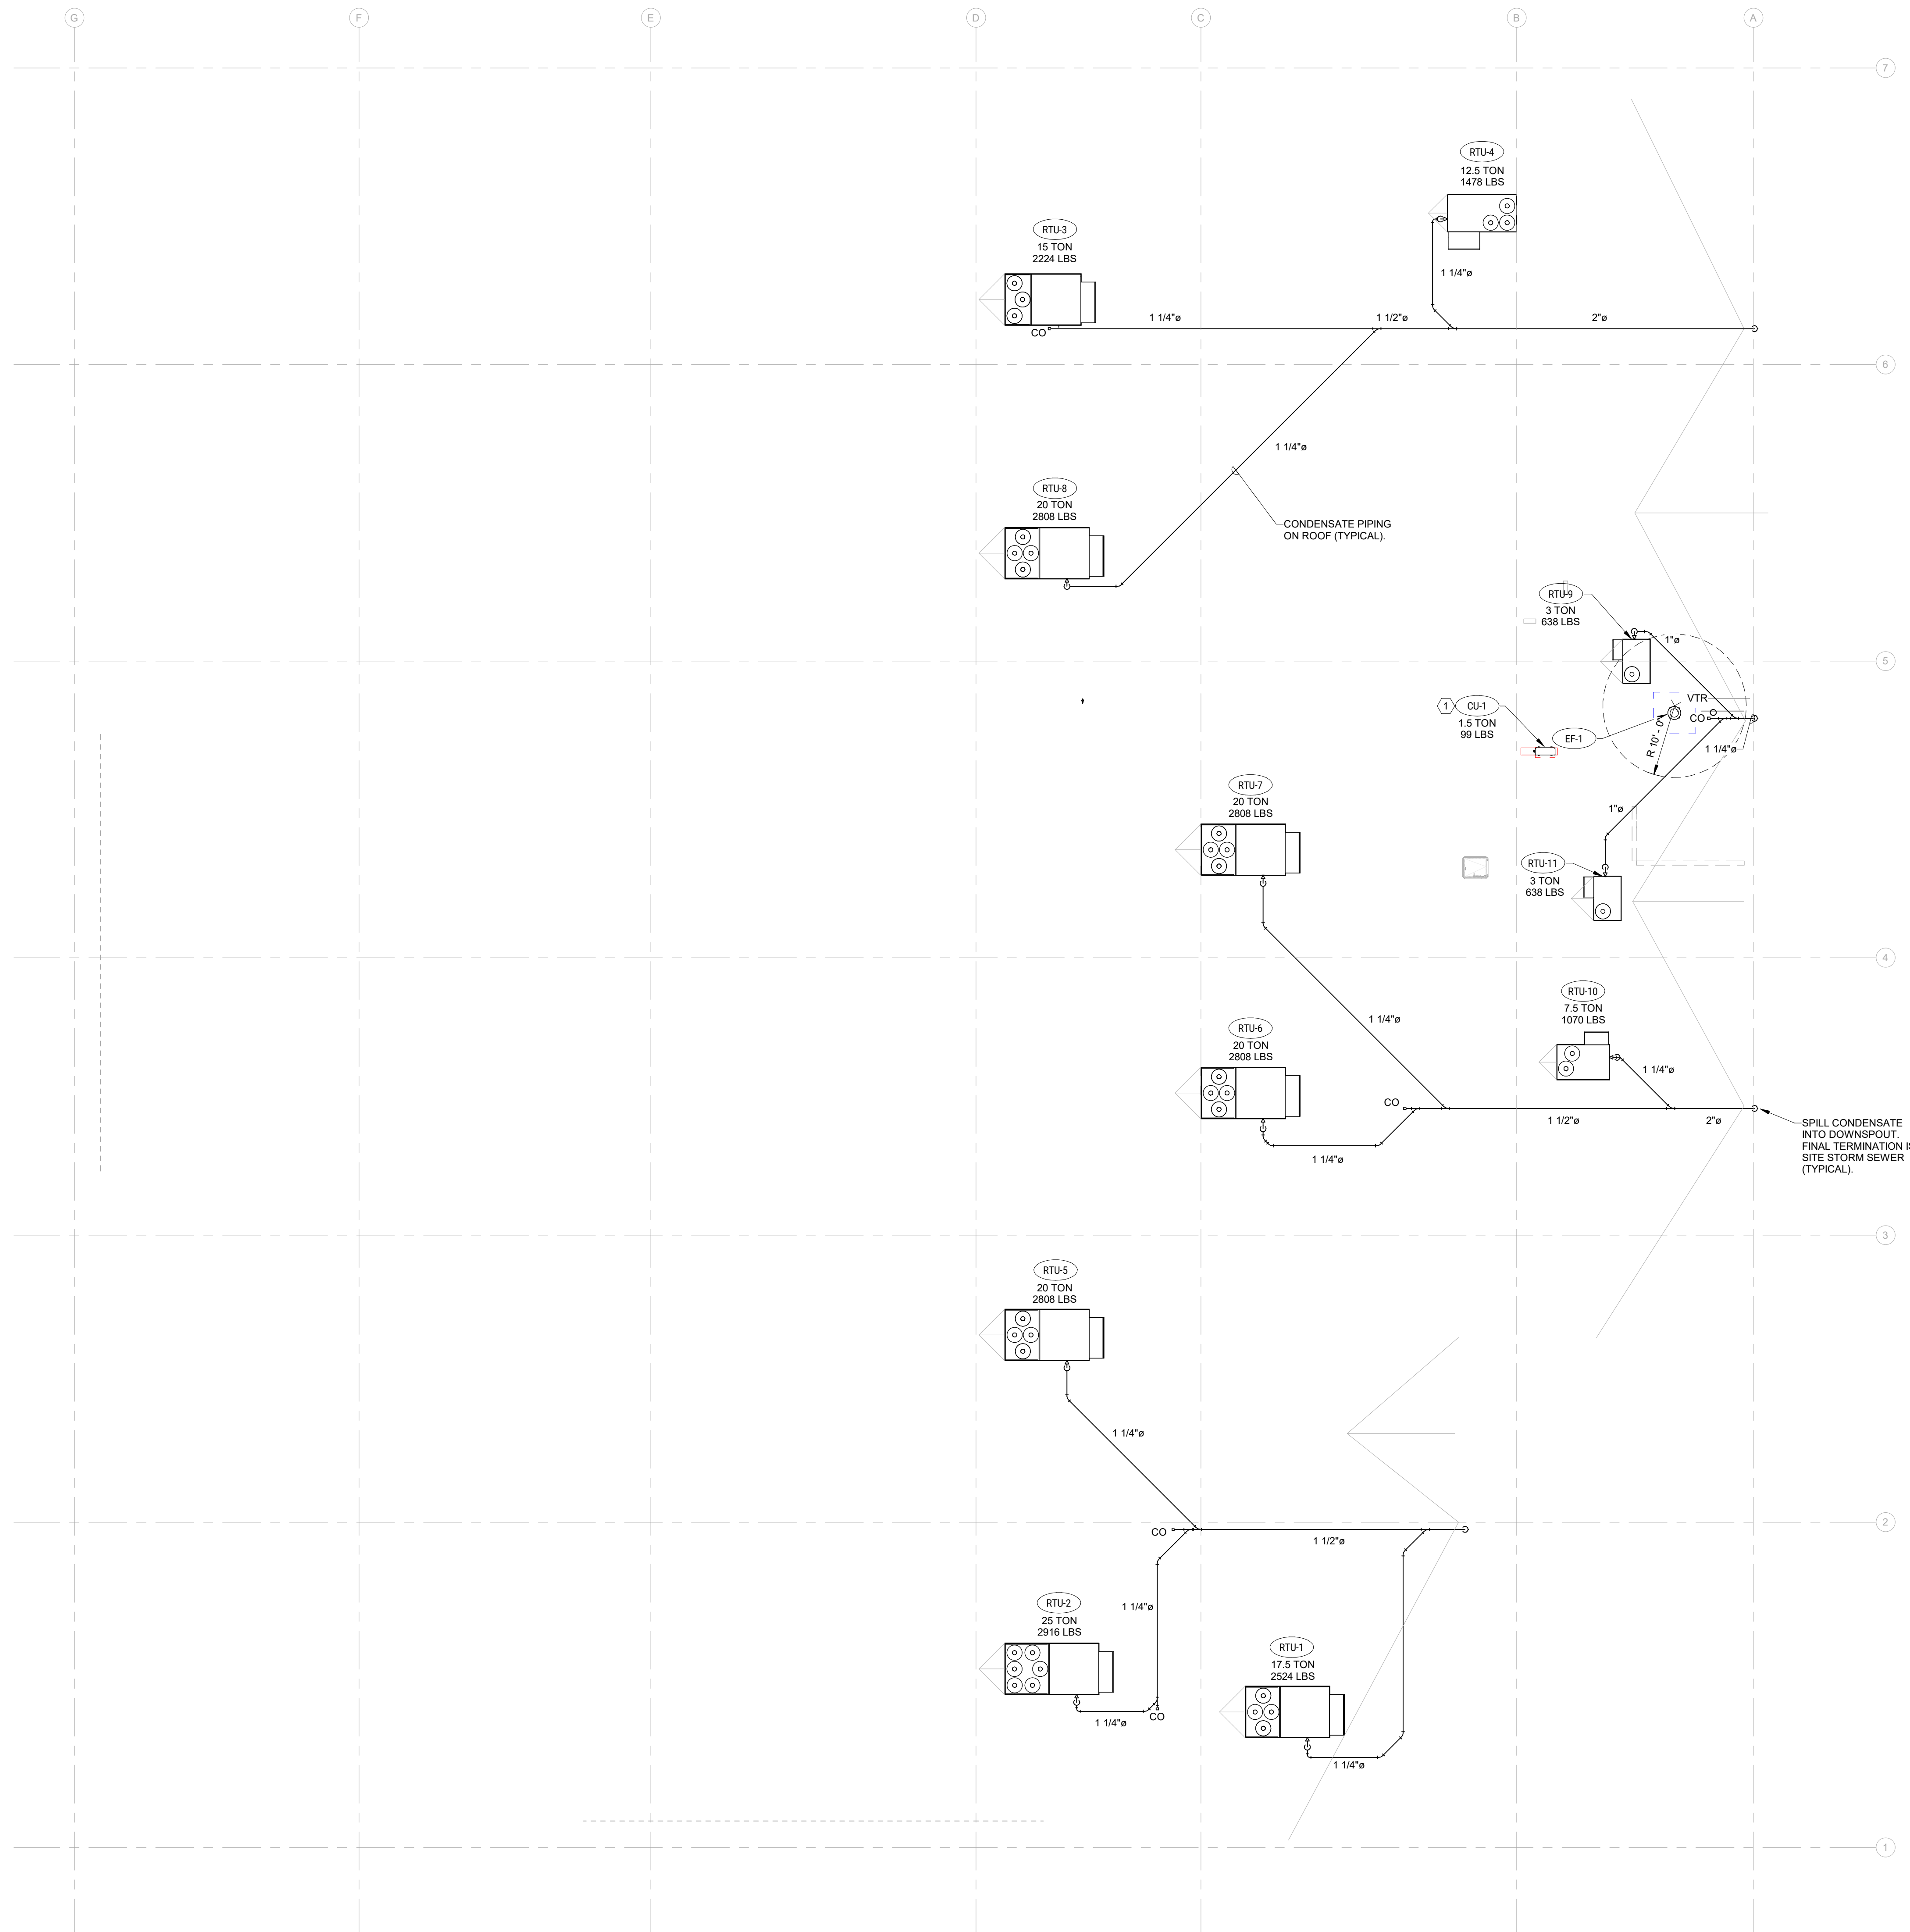 G
F
E
D
C
B
A
7
RTU-4
12.5 TON
1478 LBS
RTU-3
15 TON
2224 LBS
1 1/4"ø
1 1/4"ø
1 1/2"ø
2"ø
CO
6
1 1/4"ø
RTU-8
20 TON
2808 LBS
CONDENSATE PIPING
ON ROOF (TYPICAL).
RTU-9
3 TON
638 LBS
1"ø
5
VTR
1
CU-1
1.5 TON
99 LBS
CO
EF-1
R 10' - 0"
1 1/4"ø
RTU-7
20 TON
2808 LBS
1"ø
RTU-11
3 TON
638 LBS
4
RTU-10
7.5 TON
1070 LBS
1 1/4"ø
RTU-6
20 TON
2808 LBS
1 1/4"ø
CO
1 1/2"ø
2"ø
SPILL CONDENSATE
INTO DOWNSPOUT.
FINAL TERMINATION IS
SITE STORM SEWER
(TYPICAL).
1 1/4"ø
3
RTU-5
20 TON
2808 LBS
1 1/4"ø
2
CO
1 1/2"ø
RTU-2
25 TON
2916 LBS
1 1/4"ø
RTU-1
17.5 TON
2524 LBS
CO
1 1/4"ø
1 1/4"ø
1